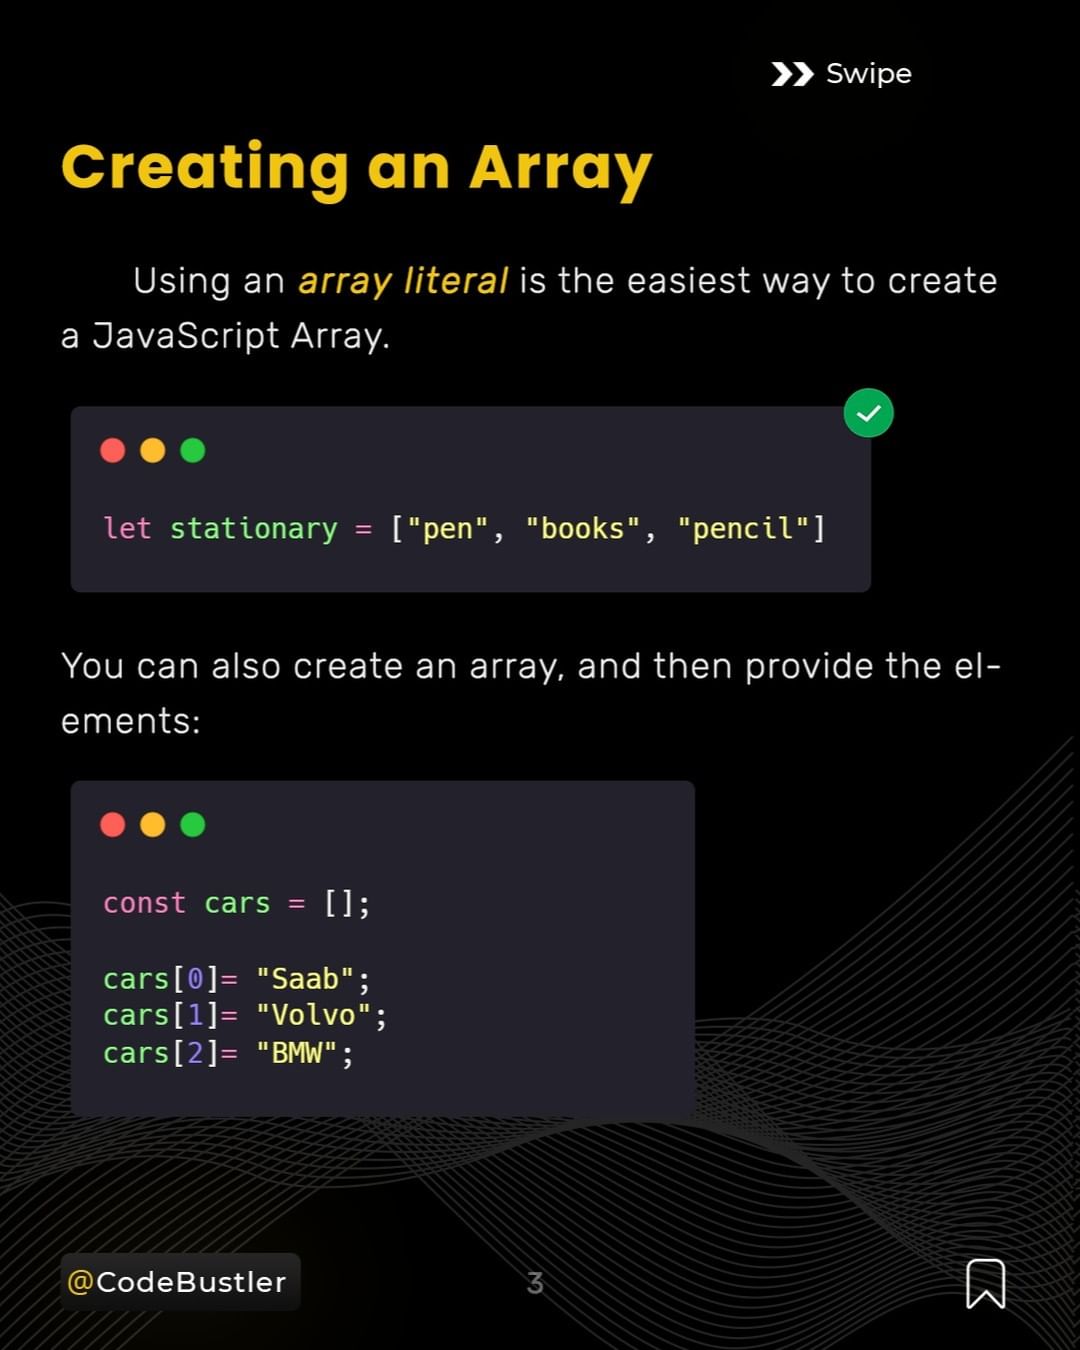 Swipe
Creating an Array
Using an array literal is the easiest way to create
a JavaScript Array.
let stationary = ["pen", "books", "pencil"]
You can also create an array, and then provide the el-
ements:
const cars = [];
cars[0]= "Saab";
cars[1]= "Volvo";
cars[2]= "BMW";
@CodeBustler
3